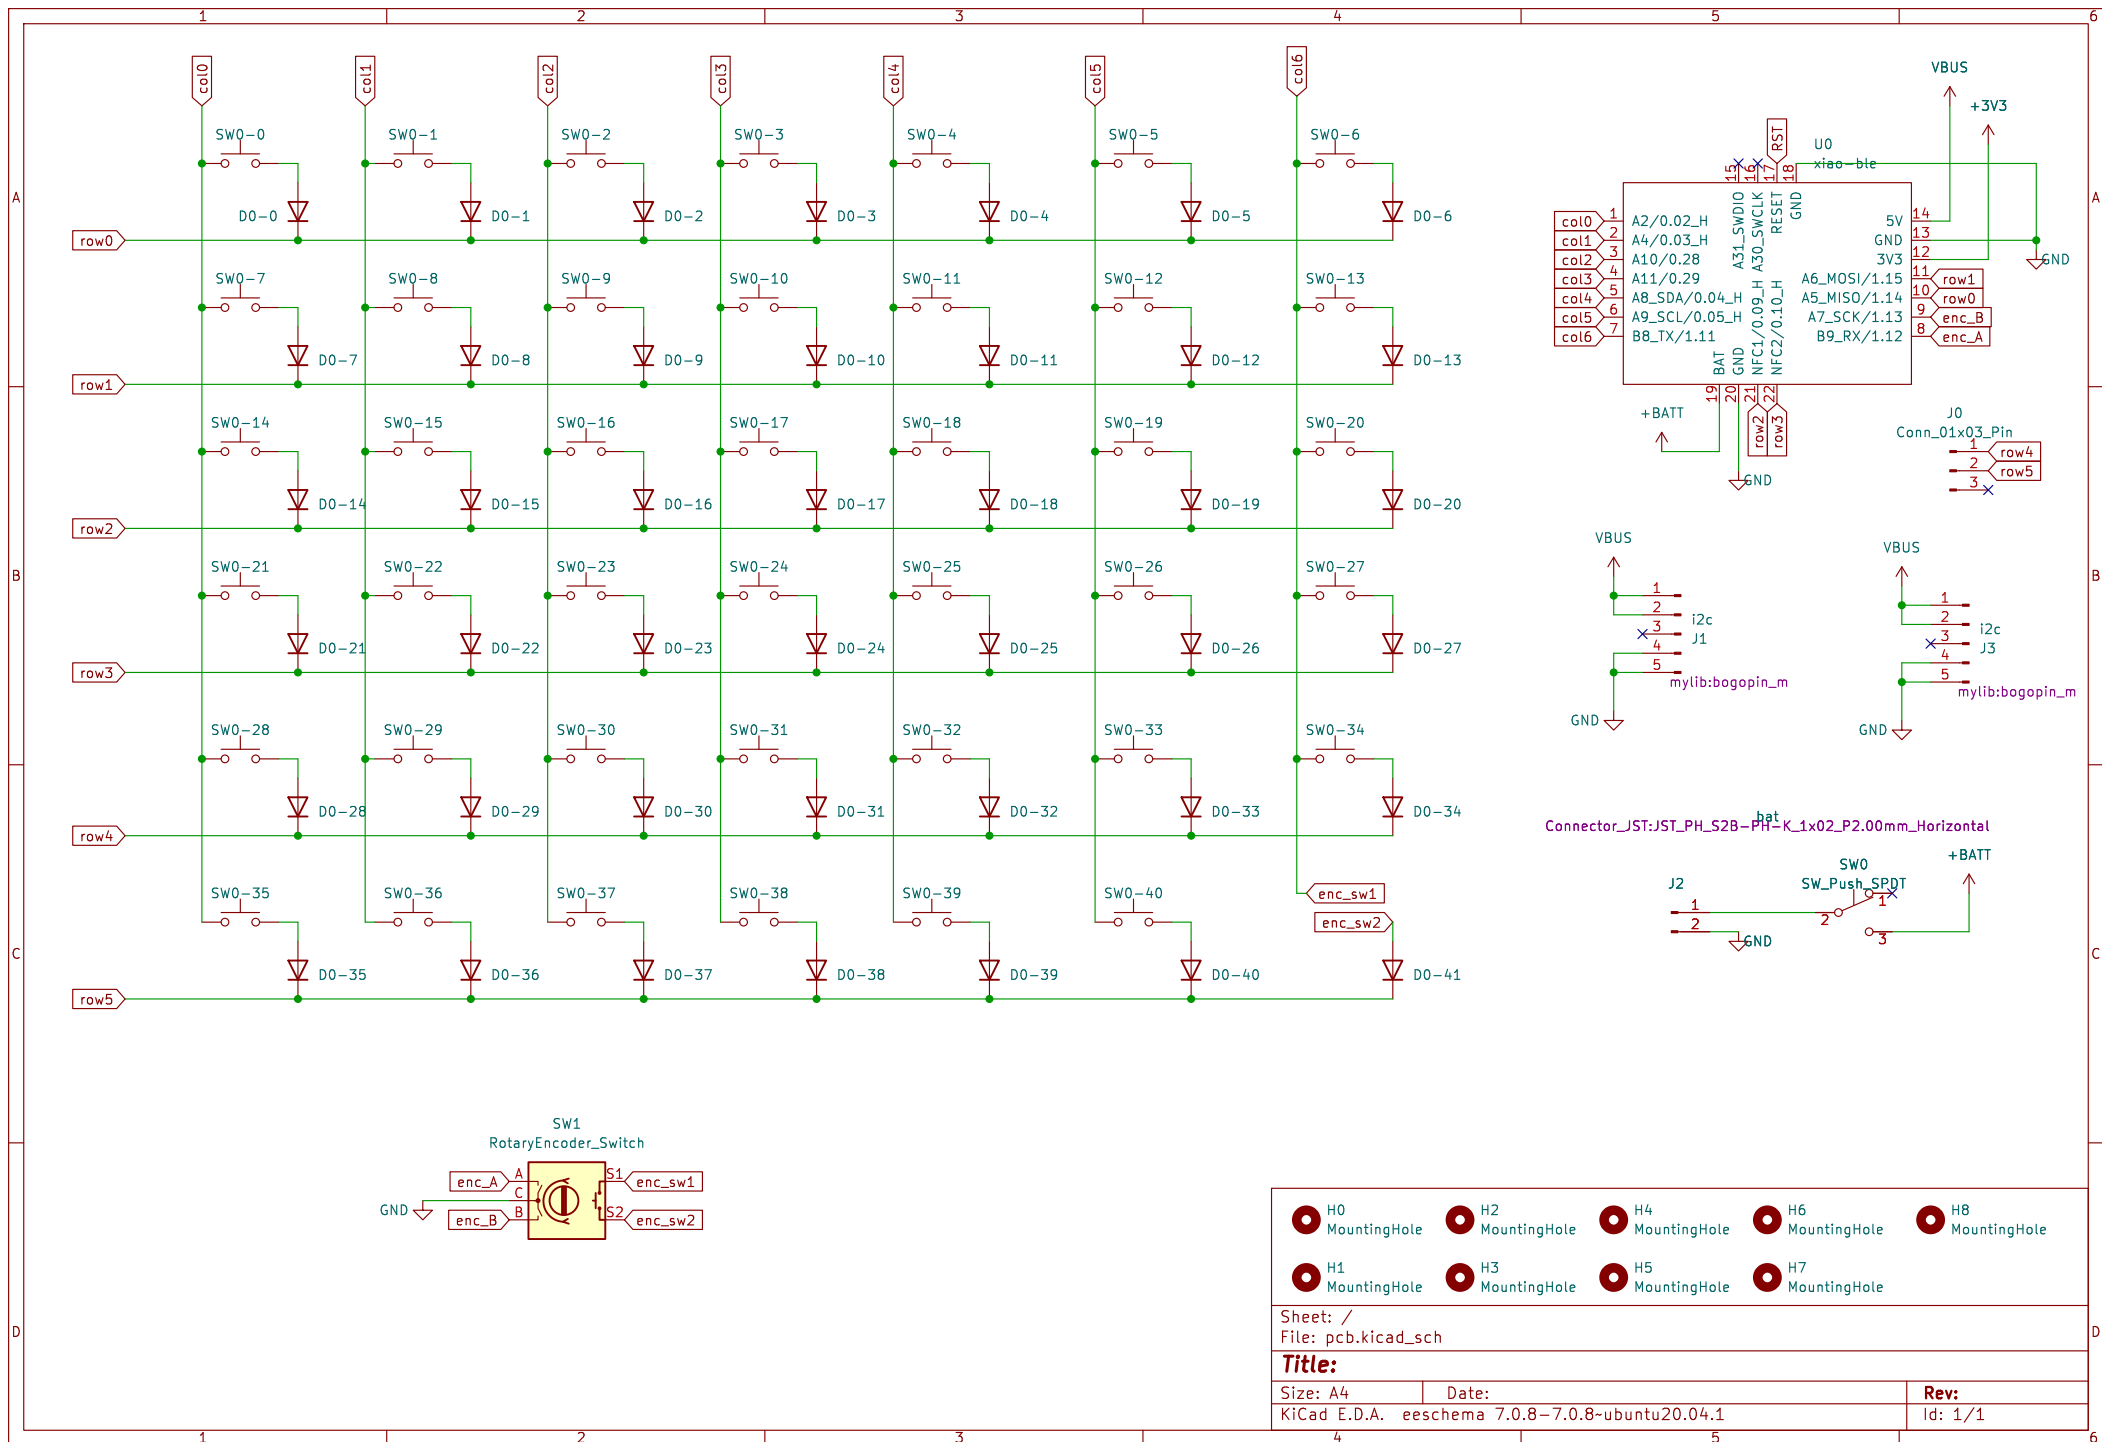 1 2 3 4 5 6
col0 col1 col2 col3 col4 col5 col6
VBUS
+3V3
SW0-0 SW0-1 SW0-2 SW0-3 SW0-4 SW0-5 SW0-6
RST
U0
xiao-ble
15 16 17 18
A31_SWDIO A30_SWCLK RESET GND
A A
D0-0 D0-1 D0-2 D0-3 D0-4 D0-5 D0-6
row0
col0 1 A2/0.02_H 5V 14
col1 2 A4/0.03_H GND 13
col2 3 A10/0.28 3V3 12 GND
col3 4 A11/0.29 A6_MOSI/1.15 11 row1
col4 5 A8_SDA/0.04_H A5_MISO/1.14 10 row0
col5 6 A9_SCL/0.05_H A7_SCK/1.13 9 enc_B
col6 7 B8_TX/1.11 B9_RX/1.12 8 enc_A
BAT GND NFC1/0.09_H NFC2/0.10_H
19 20 21 22
row2 row3
+BATT
GND
SW0-7 SW0-8 SW0-9 SW0-10 SW0-11 SW0-12 SW0-13
D0-7 D0-8 D0-9 D0-10 D0-11 D0-12 D0-13
row1
J0
Conn_01x03_Pin
1 row4
2 row5
3
SW0-14 SW0-15 SW0-16 SW0-17 SW0-18 SW0-19 SW0-20
D0-14 D0-15 D0-16 D0-17 D0-18 D0-19 D0-20
row2
B B
SW0-21 SW0-22 SW0-23 SW0-24 SW0-25 SW0-26 SW0-27
D0-21 D0-22 D0-23 D0-24 D0-25 D0-26 D0-27
row3
VBUS
1
2
3
4
5
i2c
J1
mylib:bogopin_m
GND
VBUS
1
2
3
4
5
i2c
J3
mylib:bogopin_m
GND
SW0-28 SW0-29 SW0-30 SW0-31 SW0-32 SW0-33 SW0-34
D0-28 D0-29 D0-30 D0-31 D0-32 D0-33 D0-34
row4
bat
Connector_JST:JST_PH_S2B-PH-K_1x02_P2.00mm_Horizontal
J2
1
2
GND
SW0
SW_Push_SPDT
1
2
3
+BATT
SW0-35 SW0-36 SW0-37 SW0-38 SW0-39 SW0-40
enc_sw1
enc_sw2
C C
D0-35 D0-36 D0-37 D0-38 D0-39 D0-40 D0-41
row5
SW1
RotaryEncoder_Switch
enc_A A S1 enc_sw1
GND C
enc_B B S2 enc_sw2
H0 MountingHole
H2 MountingHole
H4 MountingHole
H6 MountingHole
H8 MountingHole
H1 MountingHole
H3 MountingHole
H5 MountingHole
H7 MountingHole
D D
Sheet: /
File: pcb.kicad_sch
Title:
Size: A4 Date: Rev:
KiCad E.D.A. eeschema 7.0.8-7.0.8~ubuntu20.04.1 Id: 1/1
1 2 3 4 5 6